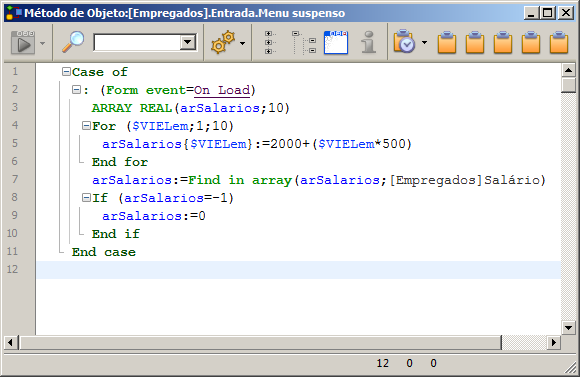 Método de Objeto:[Empregados].Entrada.Menu suspenso
1 Case of
2 : (Form event=On Load)
3 ARRAY REAL(arSalarios;10)
4 For ($VIELem;1;10)
5 arSalarios{$VIELem}:=2000+($VIELem*500)
6 End for
7 arSalarios:=Find in array(arSalarios;[Empregados]Salário)
8 If (arSalarios=-1)
9 arSalarios:=0
10 End if
11 End case
12
12 0 0